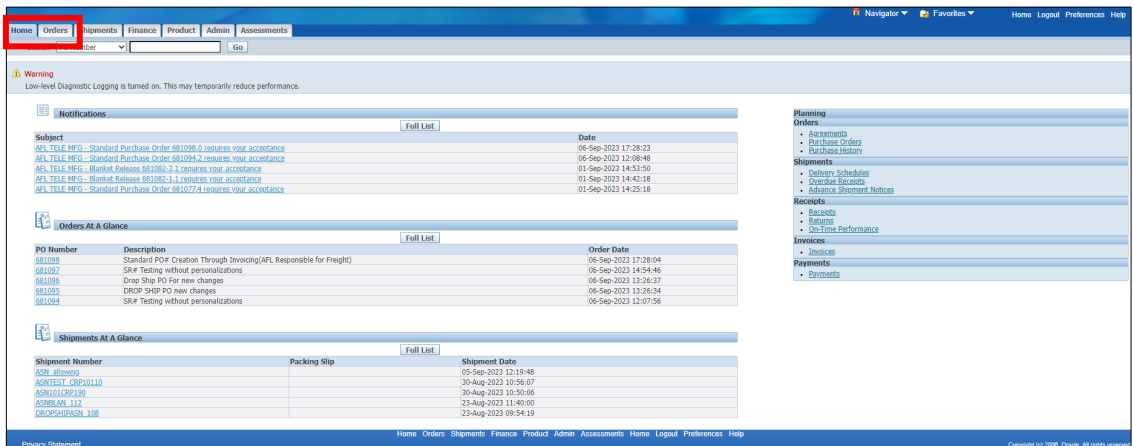 Navigator Favorites Home Logout Preferences Help
Home Orders Shipments Finance Product Admin Assessments
Go
Warning
Low-level Diagnostic Logging is turned on. This may temporarily reduce performance.
Notifications
Full List
Subject Date
AFL TELE MFG - Standard Purchase Order 681098,0 requires your acceptance 06-Sep-2023 17:28:23
AFL TELE MFG - Standard Purchase Order 681094,2 requires your acceptance 06-Sep-2023 12:08:48
AFL TELE MFG - Blanket Release 681082-3,1 requires your acceptance 01-Sep-2023 14:53:50
AFL TELE MFG - Blanket Release 681082-1,1 requires your acceptance 01-Sep-2023 14:42:18
AFL TELE MFG - Standard Purchase Order 681077,4 requires your acceptance 01-Sep-2023 14:25:18
Orders At A Glance
Full List
PO Number Description Order Date
681098 Standard PO# Creation Through Invoicing(AFL Responsible for Freight) 06-Sep-2023 17:28:04
681097 SR# Testing without personalizations 06-Sep-2023 14:54:46
681096 Drop Ship PO For new changes 06-Sep-2023 13:26:37
681095 DROP SHIP PO new changes 06-Sep-2023 13:26:34
681094 SR# Testing without personalizations 06-Sep-2023 12:07:56
Shipments At A Glance
Full List
Shipment Number Packing Slip Shipment Date
ASN_allowing 05-Sep-2023 12:19:48
ASNTEST_CRP10110 30-Aug-2023 10:56:07
ASN101CRP190 30-Aug-2023 10:50:06
ASNBLAN_112 23-Aug-2023 11:40:00
DROPSHIPASN_108 23-Aug-2023 09:54:19
Planning
Orders
Agreements
Purchase Orders
Purchase History
Shipments
Delivery Schedules
Overdue Receipts
Advance Shipment Notices
Receipts
Receipts
Returns
On-Time Performance
Invoices
Invoices
Payments
Payments
Home Orders Shipments Finance Product Admin Assessments Home Logout Preferences Help
Privacy Statement Copyright (c) 2006, Oracle. All rights reserved.